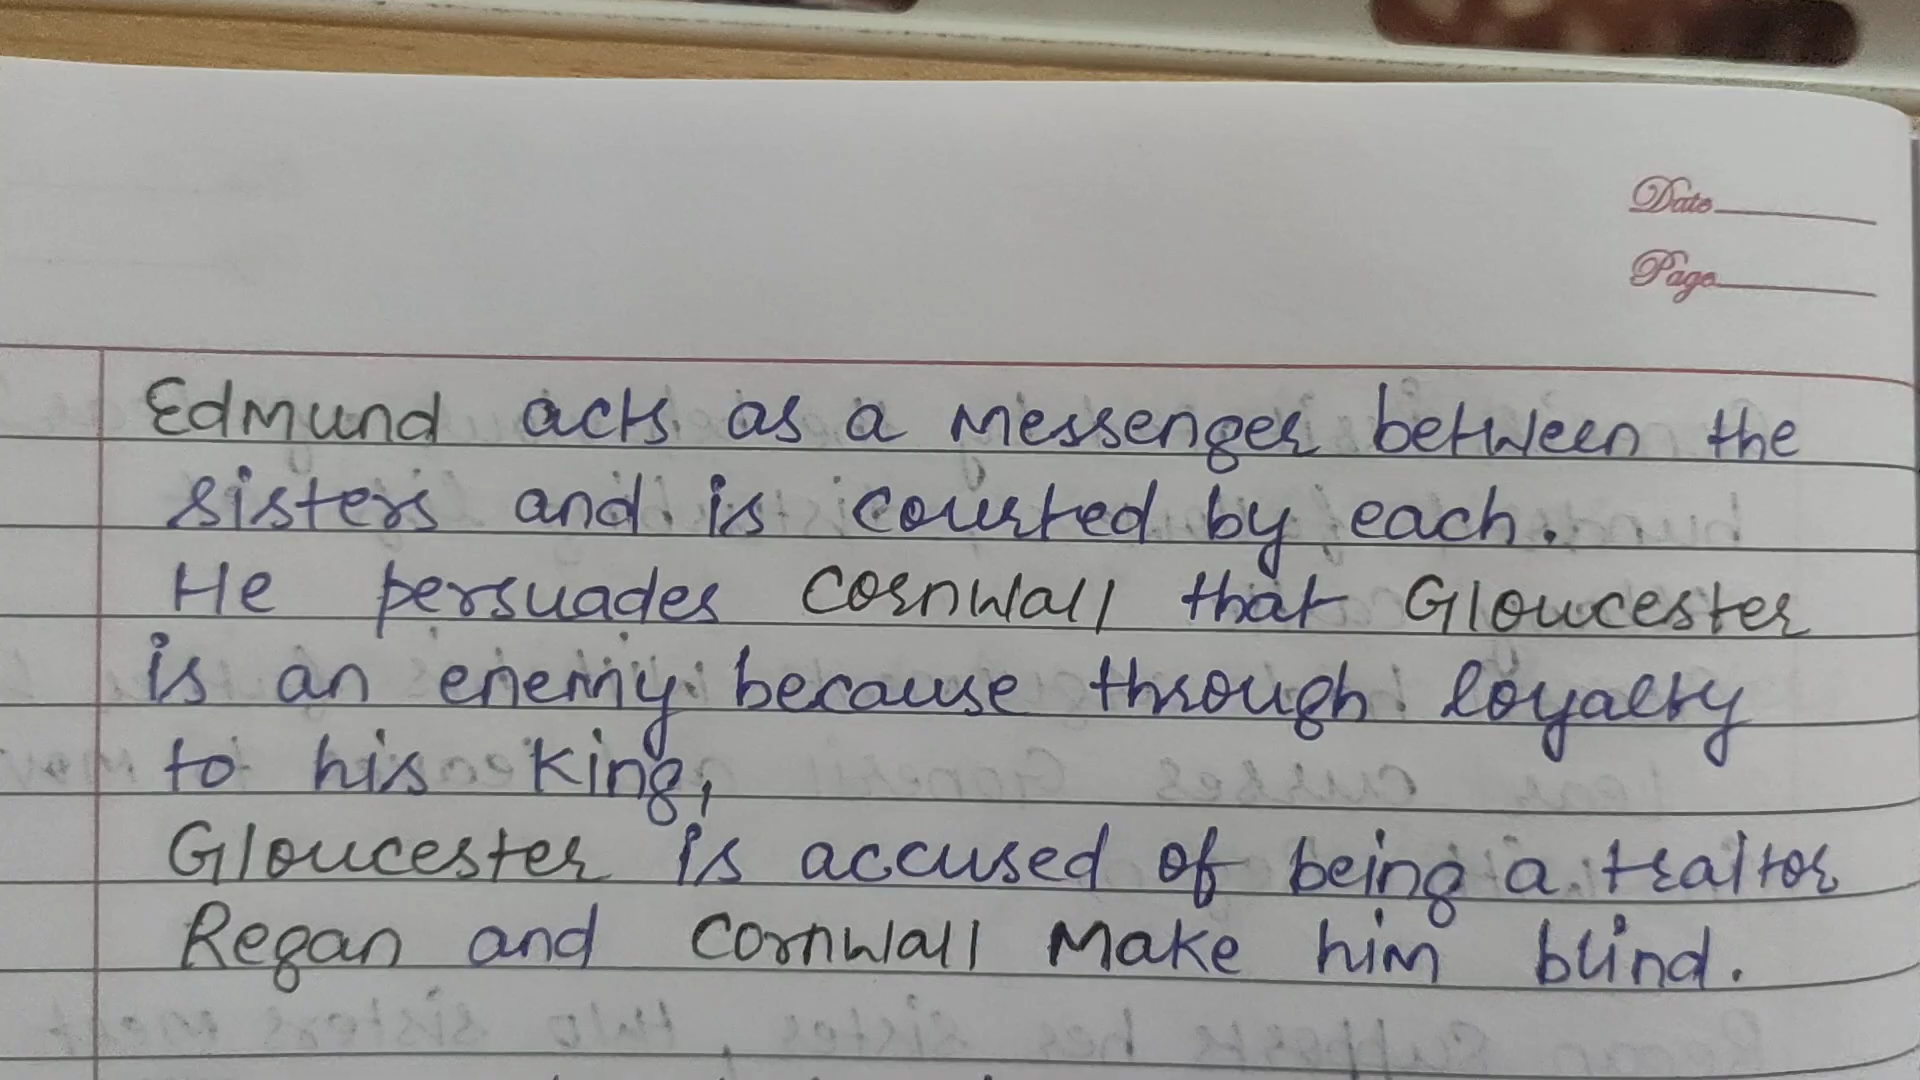 Date
Page
Edmund acts as a messenger between the
sisters and is courted by each.
He persuades Cornwall that Gloucester
is an enemy because through loyalty
to his king,
Gloucester is accused of being a traitor
Regan and Cornwall make him blind.